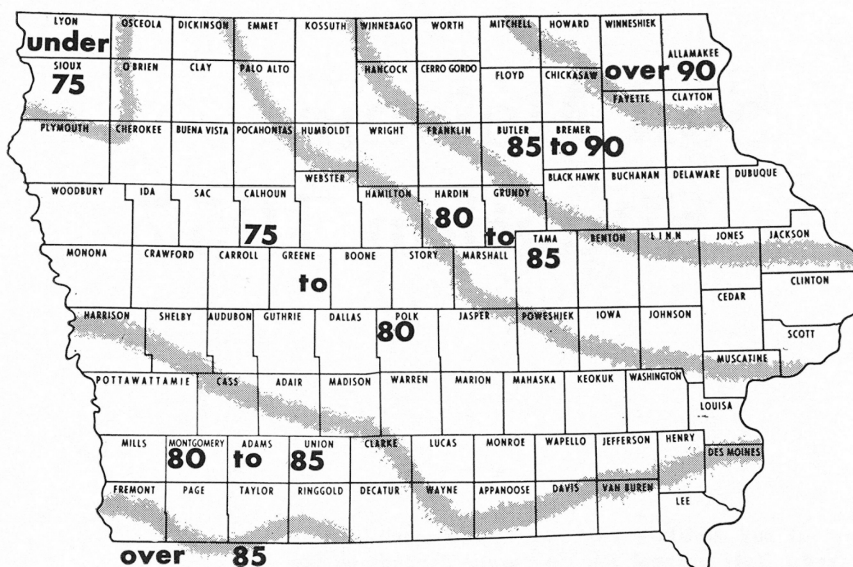 LYON OSCEOLA DICKINSON EMMET KOSSUTH WINNEBAGO WORTH MITCHELL HOWARD WINNESHIEK ALLAMAKEE
under
SIOUX O'BRIEN CLAY PALO ALTO HANCOCK CERRO GORDO FLOYD CHICKASAW
75
over 90
FAYETTE CLAYTON
PLYMOUTH CHEROKEE BUENA VISTA POCAHONTAS HUMBOLDT WRIGHT FRANKLIN BUTLER BREMER
85 to 90
WOODBURY IDA SAC CALHOUN WEBSTER HAMILTON HARDIN GRUNDY BLACK HAWK BUCHANAN DELAWARE DUBUQUE
75
80 to
MONONA CRAWFORD CARROLL GREENE BOONE STORY MARSHALL TAMA BENTON LINN JONES JACKSON
to
85
CLINTON
CEDAR
HARRISON SHELBY AUDUBON GUTHRIE DALLAS POLK JASPER POWESHIEK IOWA JOHNSON
80
SCOTT
MUSCATINE
POTTAWATTAMIE CASS ADAIR MADISON WARREN MARION MAHASKA KEOKUK WASHINGTON
LOUISA
MILLS MONTGOMERY ADAMS UNION CLARKE LUCAS MONROE WAPELLO JEFFERSON HENRY
80 to 85
DES MOINES
FREMONT PAGE TAYLOR RINGGOLD DECATUR WAYNE APPANOOSE DAVIS VAN BUREN
LEE
over 85